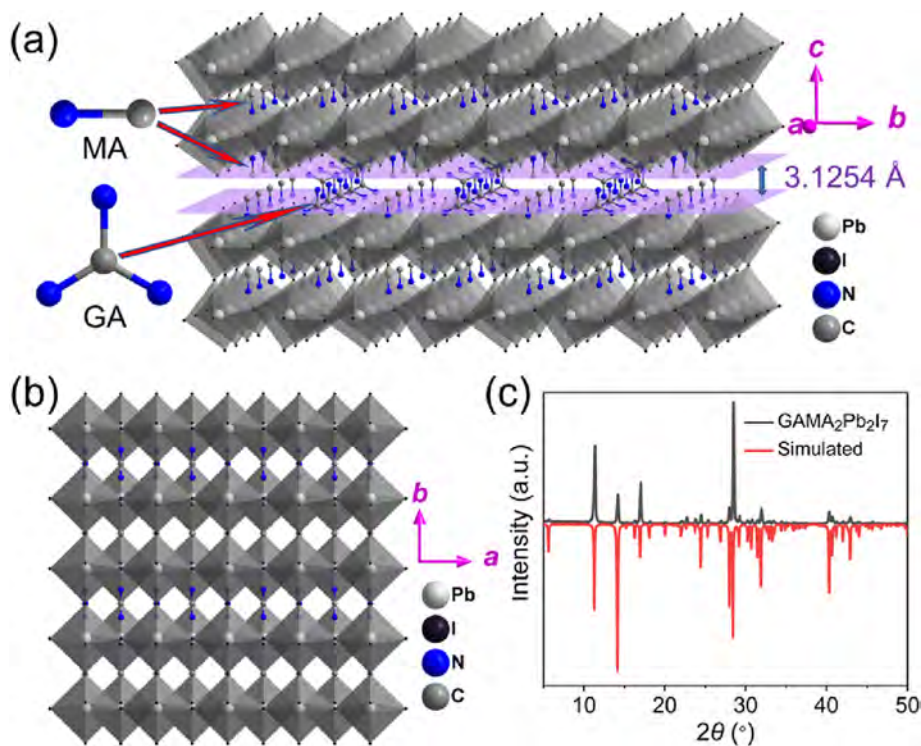 (a)
MA
GA
c
a
b
3.1254 Å
Pb
I
N
C
(b)
b
a
Pb
I
N
C
(c)
Intensity (a.u.)
GAMA₂Pb₂I₇
Simulated
10 20 30 40 50
2θ (°)